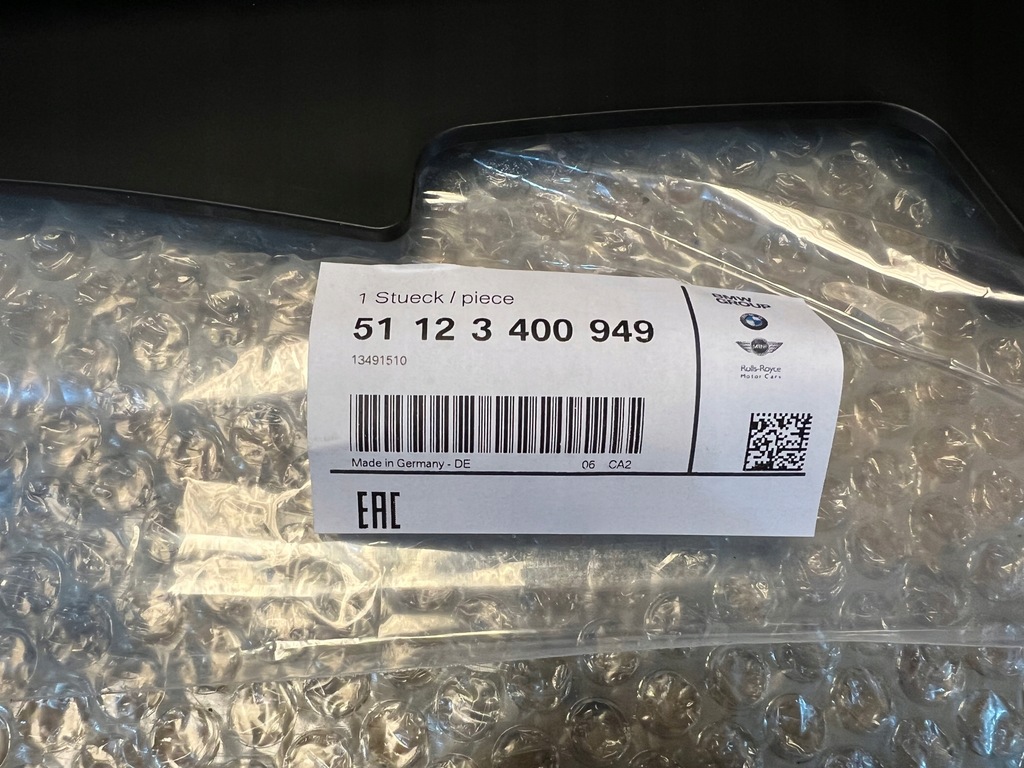 1 Stueck / piece
51 12 3 400 949
13491510
Made in Germany - DE
06 CA2
EAC
BMW
GROUP
MINI
Rolls-Royce
Motor Cars